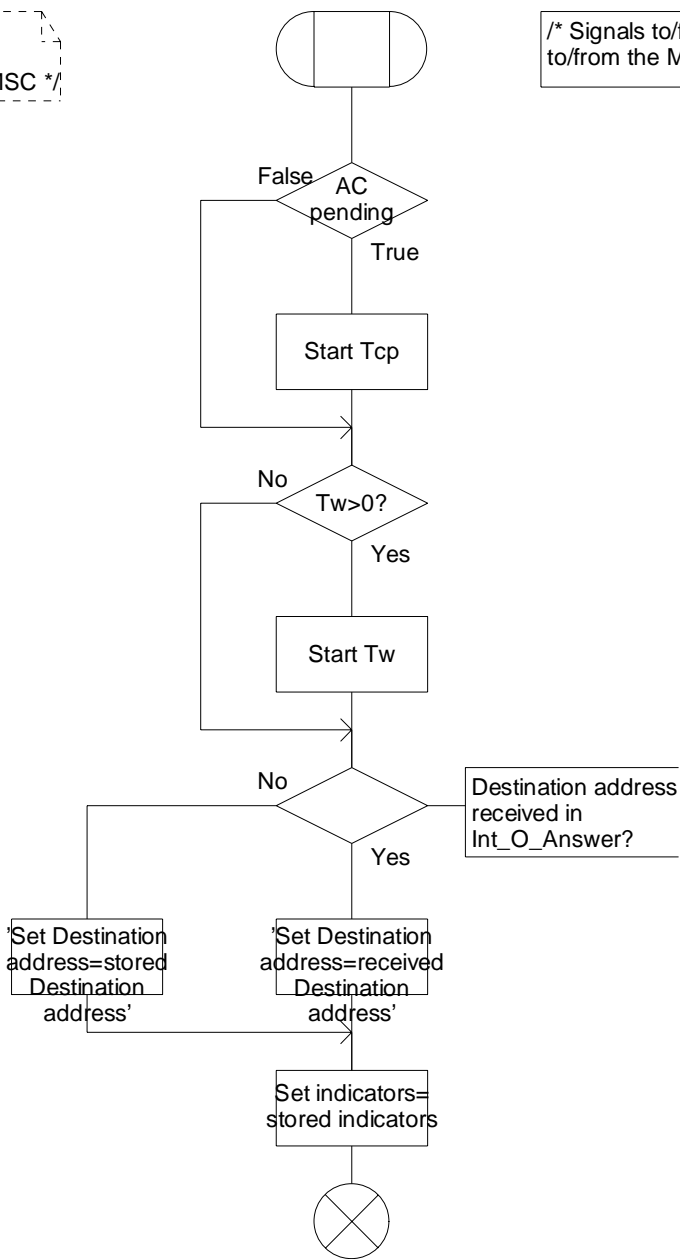 /* Signals to/f
to/from the M
MSC */
False
AC
pending
True
Start Tcp
No
Tw>0?
Yes
Start Tw
No
Destination address
received in
Int_O_Answer?
Yes
'Set Destination
address=stored
Destination
address'
'Set Destination
address=received
Destination
address'
Set indicators=
stored indicators